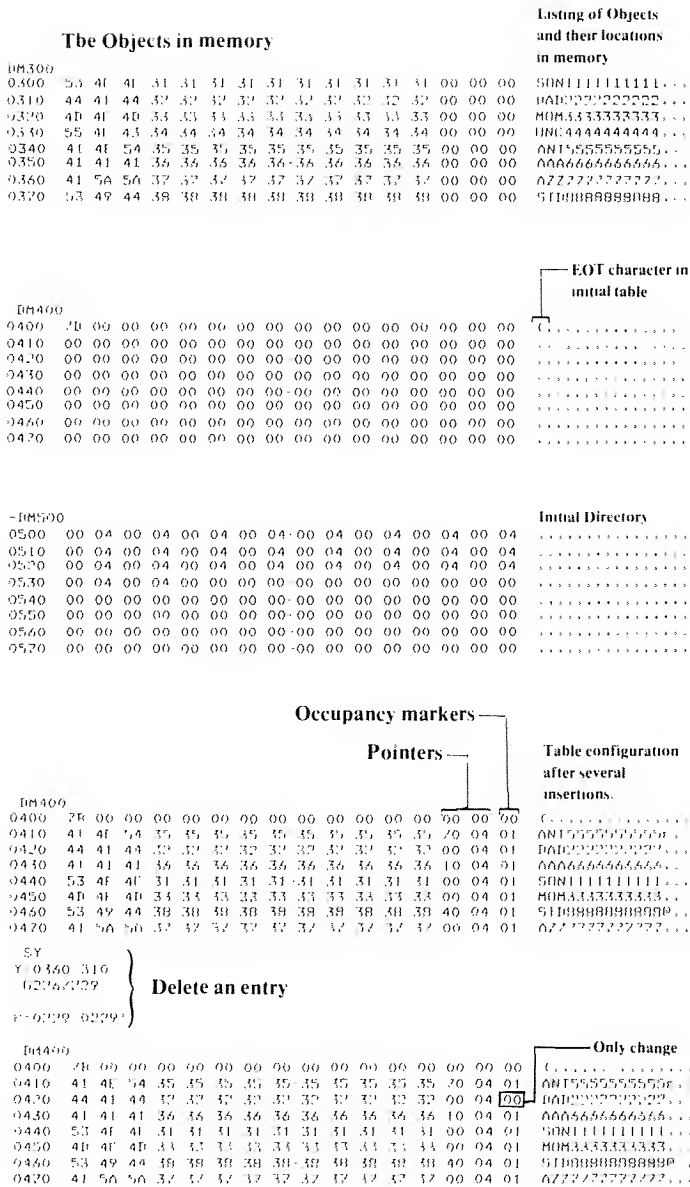 The Objects in memory
Listing of Objects
and their locations
in memory
DM300
0300 53 4F 4E 31 31 31 31 31 31 31 31 31 31 00 00 00 SON1111111111...
0310 44 41 44 32 32 32 32 32 32 32 32 32 32 00 00 00 DAD2222222222...
0320 4D 4F 4D 33 33 33 33 33 33 33 33 33 33 00 00 00 MOM3333333333...
0330 55 4E 43 34 34 34 34 34 34 34 34 34 34 00 00 00 UNC4444444444...
0340 41 4E 54 35 35 35 35 35 35 35 35 35 35 00 00 00 ANT5555555555...
0350 41 41 41 36 36 36 36 36-36 36 36 36 36 00 00 00 AAA6666666666...
0360 41 5A 5A 37 37 37 37 37 37 37 37 37 37 00 00 00 AZZ7777777777...
0370 53 49 44 38 38 38 38 38 38 38 38 38 38 00 00 00 SID8888888888...
EOT character in
initial table
DM400
0400 7B 00 00 00 00 00 00 00 00 00 00 00 00 00 00 00 {...............
0410 00 00 00 00 00 00 00 00 00 00 00 00 00 00 00 00 ................
0420 00 00 00 00 00 00 00 00 00 00 00 00 00 00 00 00 ................
0430 00 00 00 00 00 00 00 00 00 00 00 00 00 00 00 00 ................
0440 00 00 00 00 00 00 00 00-00 00 00 00 00 00 00 00 ................
0450 00 00 00 00 00 00 00 00 00 00 00 00 00 00 00 00 ................
0460 00 00 00 00 00 00 00 00 00 00 00 00 00 00 00 00 ................
0470 00 00 00 00 00 00 00 00 00 00 00 00 00 00 00 00 ................
-DM500
Initial Directory
0500 00 04 00 04 00 04 00 04-00 04 00 04 00 04 00 04 ................
0510 00 04 00 04 00 04 00 04 00 04 00 04 00 04 00 04 ................
0520 00 04 00 04 00 04 00 04 00 04 00 04 00 04 00 04 ................
0530 00 04 00 04 00 00 00 00-00 00 00 00 00 00 00 00 ................
0540 00 00 00 00 00 00 00 00-00 00 00 00 00 00 00 00 ................
0550 00 00 00 00 00 00 00 00-00 00 00 00 00 00 00 00 ................
0560 00 00 00 00 00 00 00 00-00 00 00 00 00 00 00 00 ................
0570 00 00 00 00 00 00 00 00-00 00 00 00 00 00 00 00 ................
Occupancy markers
Pointers
Table configuration
after several
insertions.
DM400
0400 7B 00 00 00 00 00 00 00 00 00 00 00 00 00 00 00 {...............
0410 41 4E 54 35 35 35 35 35 35 35 35 35 35 70 04 01 ANT5555555555p..
0420 44 41 44 32 32 32 32 32 32 32 32 32 32 00 04 01 DAD2222222222...
0430 41 41 41 36 36 36 36 36 36 36 36 36 36 10 04 01 AAA6666666666...
0440 53 4F 4E 31 31 31 31 31-31 31 31 31 31 00 04 01 SON1111111111...
0450 4D 4F 4D 33 33 33 33 33 33 33 33 33 33 00 04 01 MOM3333333333...
0460 53 49 44 38 38 38 38 38 38 38 38 38 38 40 04 01 SID8888888888@..
0470 41 5A 5A 37 37 37 37 37 37 37 37 37 37 00 04 01 AZZ7777777777...
SY
Y 0360 310
Delete an entry
Only change
DM400
0400 7B 00 00 00 00 00 00 00 00 00 00 00 00 00 00 00 {...............
0410 41 4E 54 35 35 35 35 35-35 35 35 35 35 70 04 01 ANT5555555555p..
0420 44 41 44 32 32 32 32 32 32 32 32 32 32 00 04 00 DAD2222222222...
0430 41 41 41 36 36 36 36 36 36 36 36 36 36 10 04 01 AAA6666666666...
0440 53 4F 4E 31 31 31 31 31 31 31 31 31 31 00 04 01 SON1111111111...
0450 4D 4F 4D 33 33 33 33 33 33 33 33 33 33 00 04 01 MOM3333333333...
0460 53 49 44 38 38 38 38 38-38 38 38 38 38 40 04 01 SID8888888888@..
0470 41 5A 5A 37 37 37 37 37 37 37 37 37 37 00 04 01 AZZ7777777777...